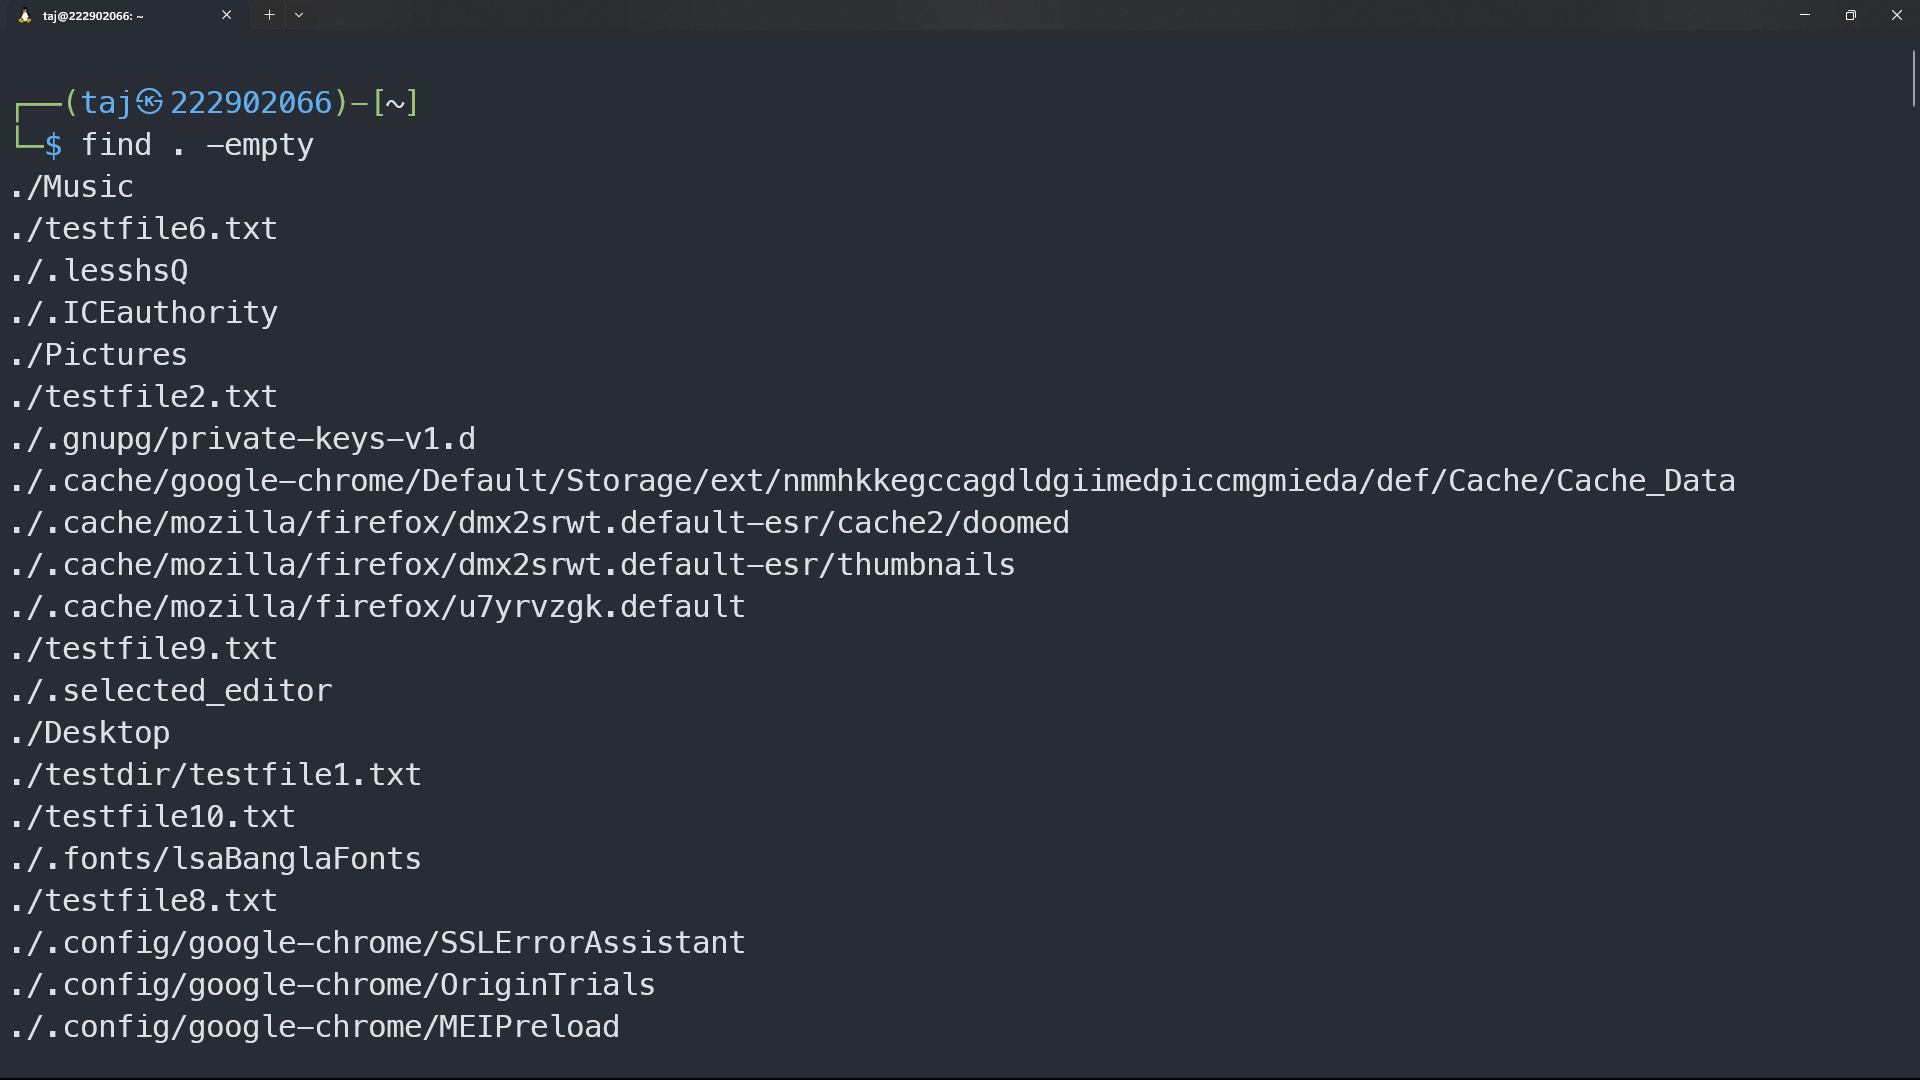 taj@222902066: ~
┌──(taj㉿222902066)-[~]
└─$ find . -empty
./Music
./testfile6.txt
./.lesshsQ
./.ICEauthority
./Pictures
./testfile2.txt
./.gnupg/private-keys-v1.d
./.cache/google-chrome/Default/Storage/ext/nmmhkkegccagdldgiimedpiccmgmieda/def/Cache/Cache_Data
./.cache/mozilla/firefox/dmx2srwt.default-esr/cache2/doomed
./.cache/mozilla/firefox/dmx2srwt.default-esr/thumbnails
./.cache/mozilla/firefox/u7yrvzgk.default
./testfile9.txt
./.selected_editor
./Desktop
./testdir/testfile1.txt
./testfile10.txt
./.fonts/lsaBanglaFonts
./testfile8.txt
./.config/google-chrome/SSLErrorAssistant
./.config/google-chrome/OriginTrials
./.config/google-chrome/MEIPreload